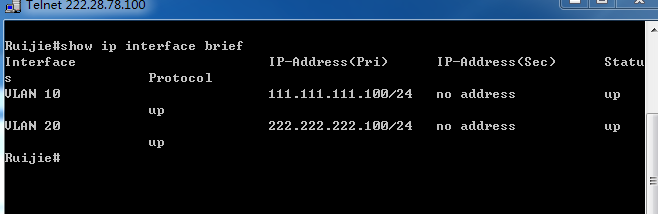 Telnet 222.28.78.100
Ruijie#show ip interface brief
Interface IP-Address(Pri) IP-Address(Sec) Statu
s Protocol
VLAN 10 111.111.111.100/24 no address up
up
VLAN 20 222.222.222.100/24 no address up
up
Ruijie#